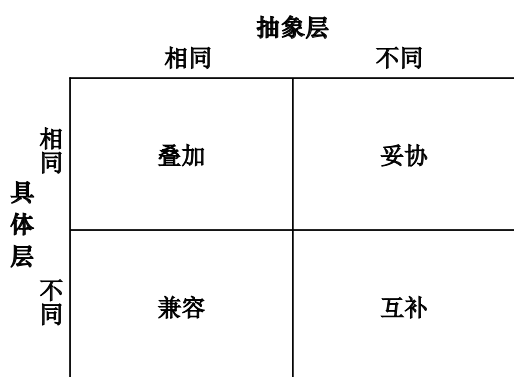 抽象层
相同 不同
相同
叠加 妥协
具体层
不同
兼容 互补